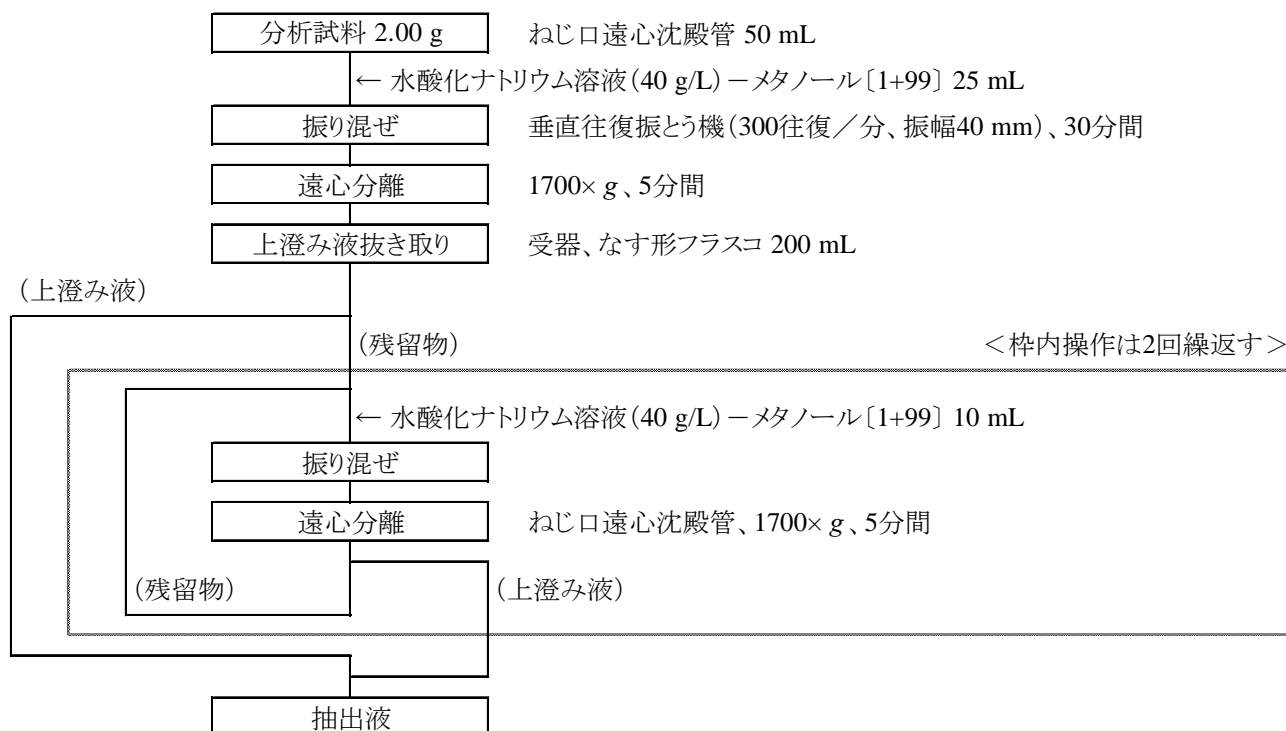 分析試料 2.00 g ねじ口遠心沈殿管 50 mL
← 水酸化ナトリウム溶液（40 g/L）－メタノール〔1+99〕 25 mL
振り混ぜ 垂直往復振とう機（300往復／分、振幅40 mm）、30分間
遠心分離 1700× g 、5分間
上澄み液抜き取り 受器、なす形フラスコ 200 mL
（上澄み液）
（残留物） ＜枠内操作は2回繰返す＞
← 水酸化ナトリウム溶液（40 g/L）－メタノール〔1+99〕 10 mL
振り混ぜ
遠心分離 ねじ口遠心沈殿管、1700× g 、5分間
（残留物） （上澄み液）
抽出液